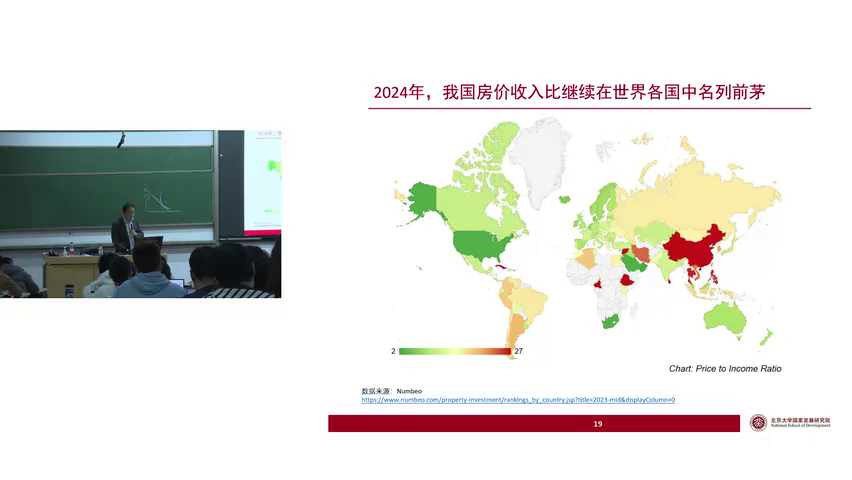 2024年，我国房价收入比继续在世界各国中名列前茅
2
27
Chart: Price to Income Ratio
数据来源：Numbeo
https://www.numbeo.com/property-investment/rankings_by_country.jsp?title=2023-mid&displayColumn=0
19
北京大学国家发展研究院
National School of Development